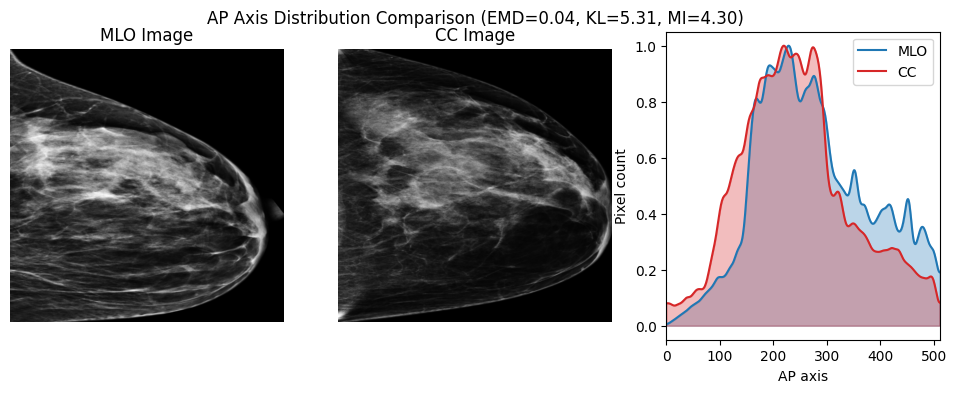 AP Axis Distribution Comparison (EMD=0.04, KL=5.31, MI=4.30)
MLO Image
CC Image
MLO
CC
Pixel count
1.0
0.8
0.6
0.4
0.2
0.0
0 100 200 300 400 500
AP axis